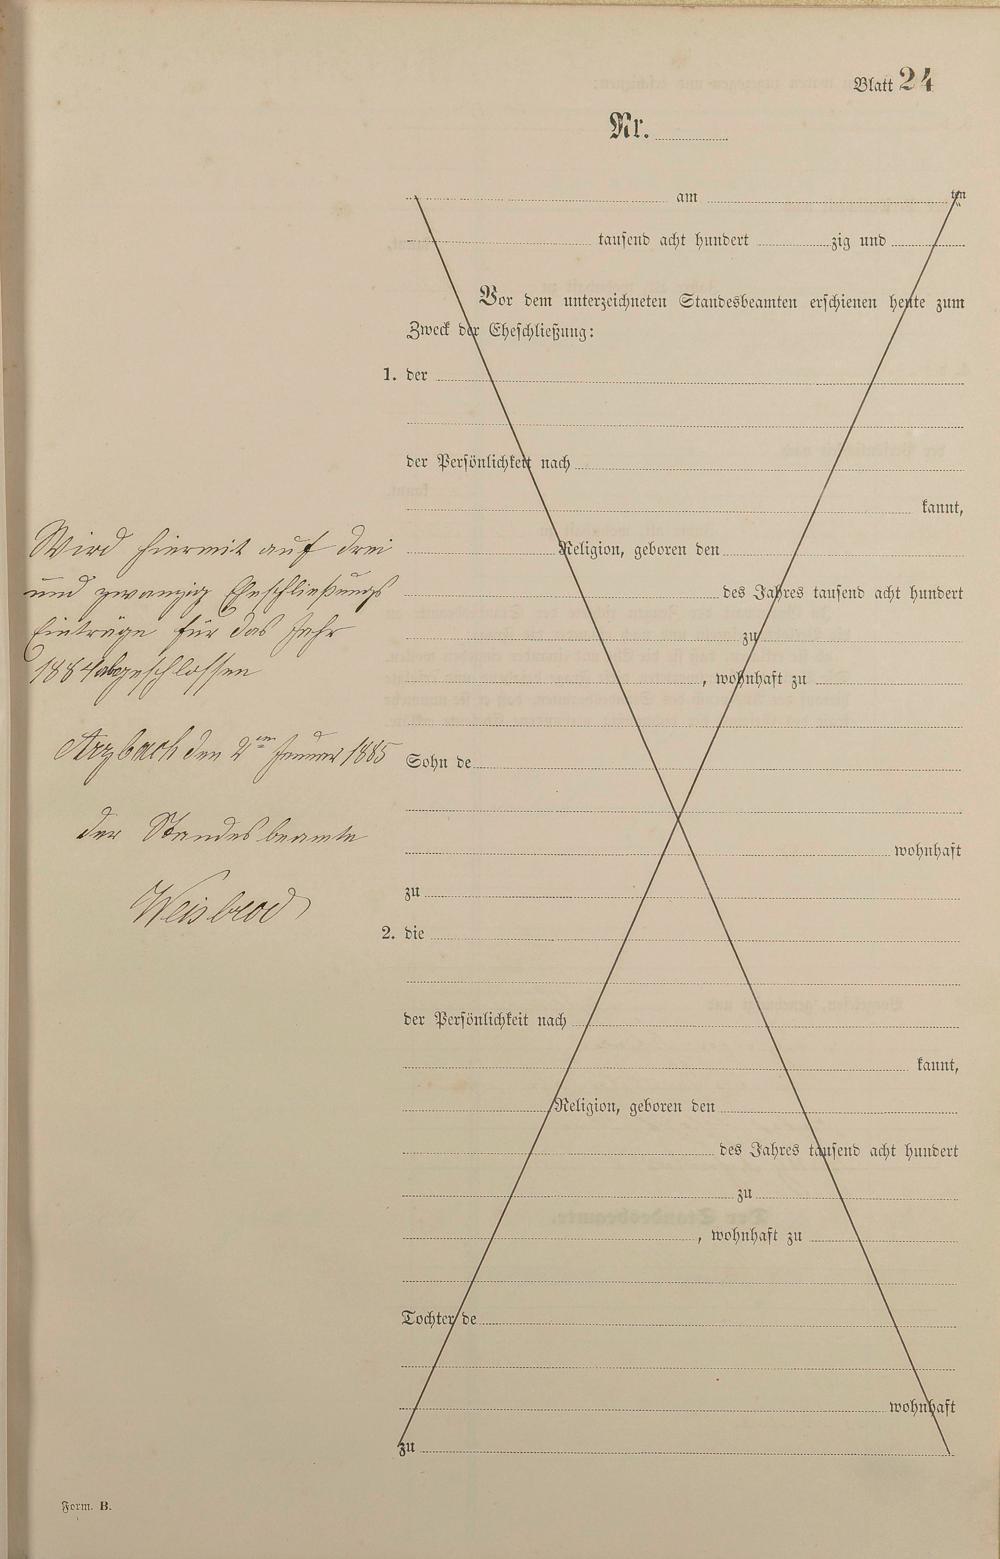 Blatt 24
Nr.
am ten
tausend acht hundert zig und
Vor dem unterzeichneten Standesbeamten erschienen heute zum
Zweck der Eheschließung:
1. der
der Persönlichkeit nach
kannt,
Religion, geboren den
des Jahres tausend acht hundert
zu
, wohnhaft zu
Sohn de
wohnhaft
zu
2. die
der Persönlichkeit nach
kannt,
Religion, geboren den
des Jahres tausend acht hundert
zu
, wohnhaft zu
Tochter de
wohnhaft
zu
Wird hiermit auf drei
und zwanzig Eheschließungs
Einträge für das Jahr
1884 abgeschlossen
Arzbach den 2ten Januar 1885
der Standesbeamte
Weisbrod
Form. B.